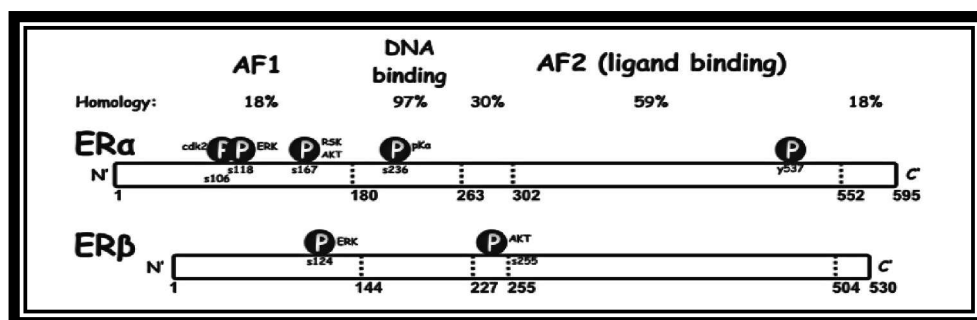 AF1 DNA binding AF2 (ligand binding)
Homology: 18% 97% 30% 59% 18%
ERα
cdk2 P P ERK P RSK AKT P pKa P
N' s106 s118 s167 s236 y537 C'
1 180 263 302 552 595
ERβ
P ERK P AKT
N' s124 s255 C'
1 144 227 255 504 530